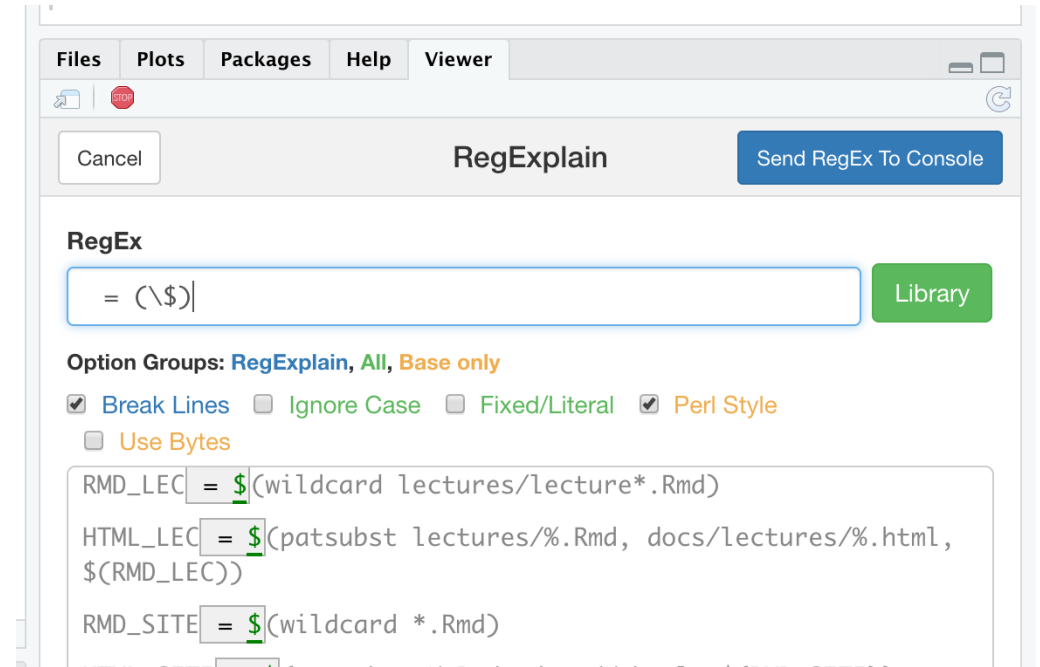 Files Plots Packages Help Viewer
STOP
Cancel RegExplain Send RegEx To Console
RegEx
= (\$)
Library
Option Groups: RegExplain, All, Base only
Break Lines Ignore Case Fixed/Literal Perl Style
Use Bytes
RMD_LEC = $(wildcard lectures/lecture*.Rmd)
HTML_LEC = $(patsubst lectures/%.Rmd, docs/lectures/%.html,
$(RMD_LEC))
RMD_SITE = $(wildcard *.Rmd)